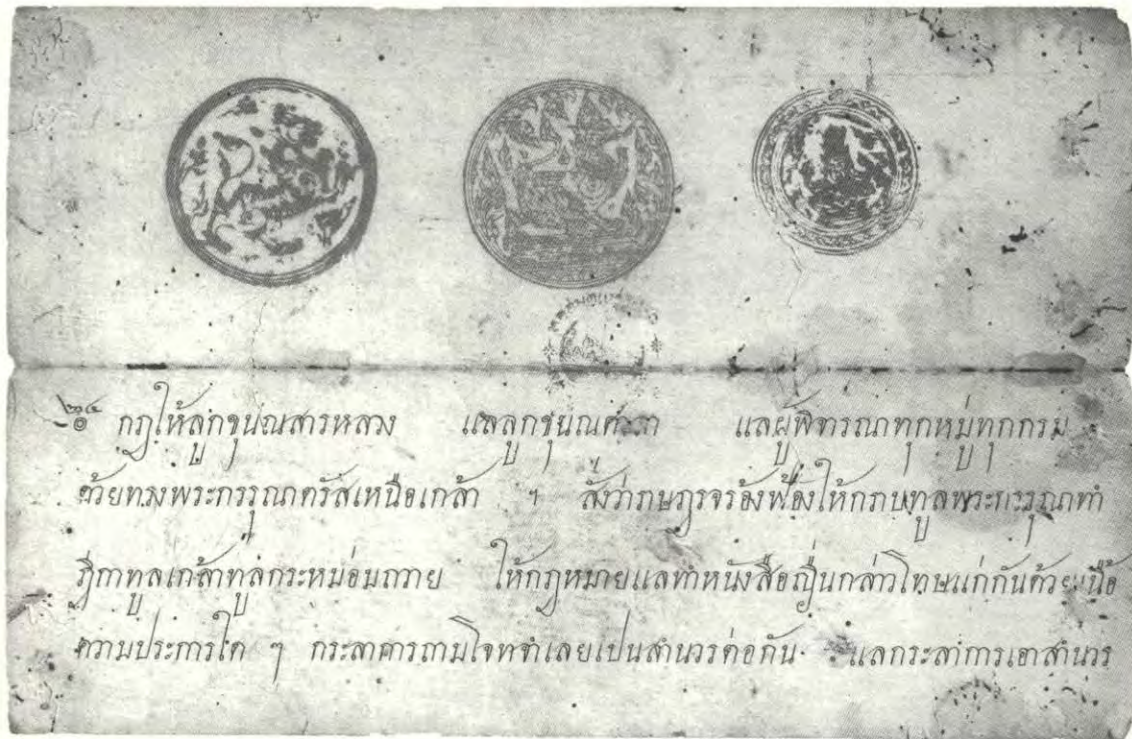 ๒๔ กฎให้ลูกขุนณสารหลวง แลลูกขุนณศาลา แลผู้พิภารณาทุกหมู่ทุกกรม
ด้วยทรงพระกรรุณาตรัสเหนือเกล้า ฯ สั่งว่าราษฎรจร้องฟ้องให้กราบทูลพระกรรุณาทำ
ฎีกาทูลเกล้าทูลกระหม่อมถวาย ให้กฎหมายแลทำหนังสือญื่นกล่าวโทษแก่กันด้วยเนื้อ
ความประการใด ๆ กระลาการถามโจทจำเลยเปนสำนวรต่อกัน แลกระลาการเอาสำนวร